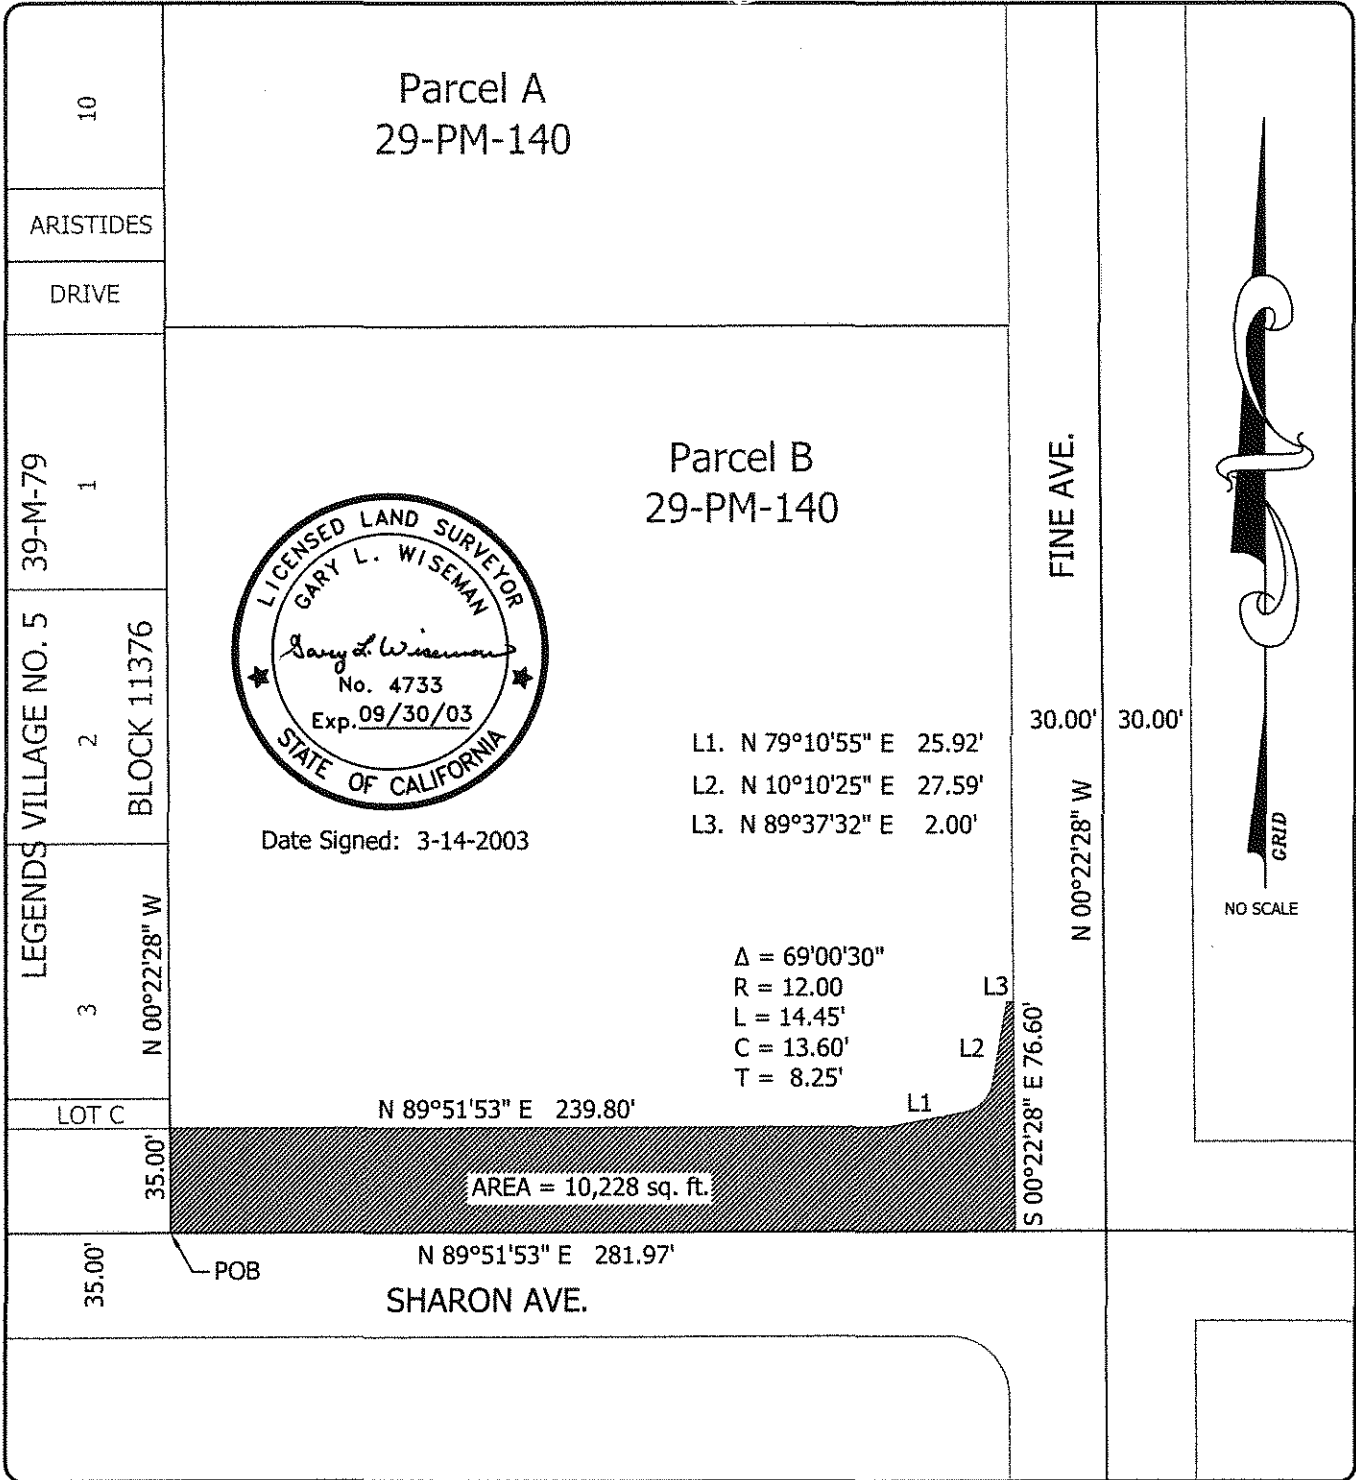 Parcel A
29-PM-140
10
ARISTIDES
DRIVE
LEGENDS VILLAGE NO. 5 39-M-79
1
2
3
BLOCK 11376
N 00°22'28" W
LOT C
35.00'
35.00'
Parcel B
29-PM-140
LICENSED LAND SURVEYOR
GARY L. WISEMAN
Gary L. Wiseman
No. 4733
Exp. 09/30/03
STATE OF CALIFORNIA
Date Signed: 3-14-2003
L1. N 79°10'55" E 25.92'
L2. N 10°10'25" E 27.59'
L3. N 89°37'32" E 2.00'
Δ = 69°00'30"
R = 12.00
L = 14.45'
C = 13.60'
T = 8.25'
L3
L2
L1
N 89°51'53" E 239.80'
AREA = 10,228 sq. ft.
N 89°51'53" E 281.97'
POB
SHARON AVE.
FINE AVE.
30.00' 30.00'
N 00°22'28" W
S 00°22'28" E 76.60'
GRID
NO SCALE